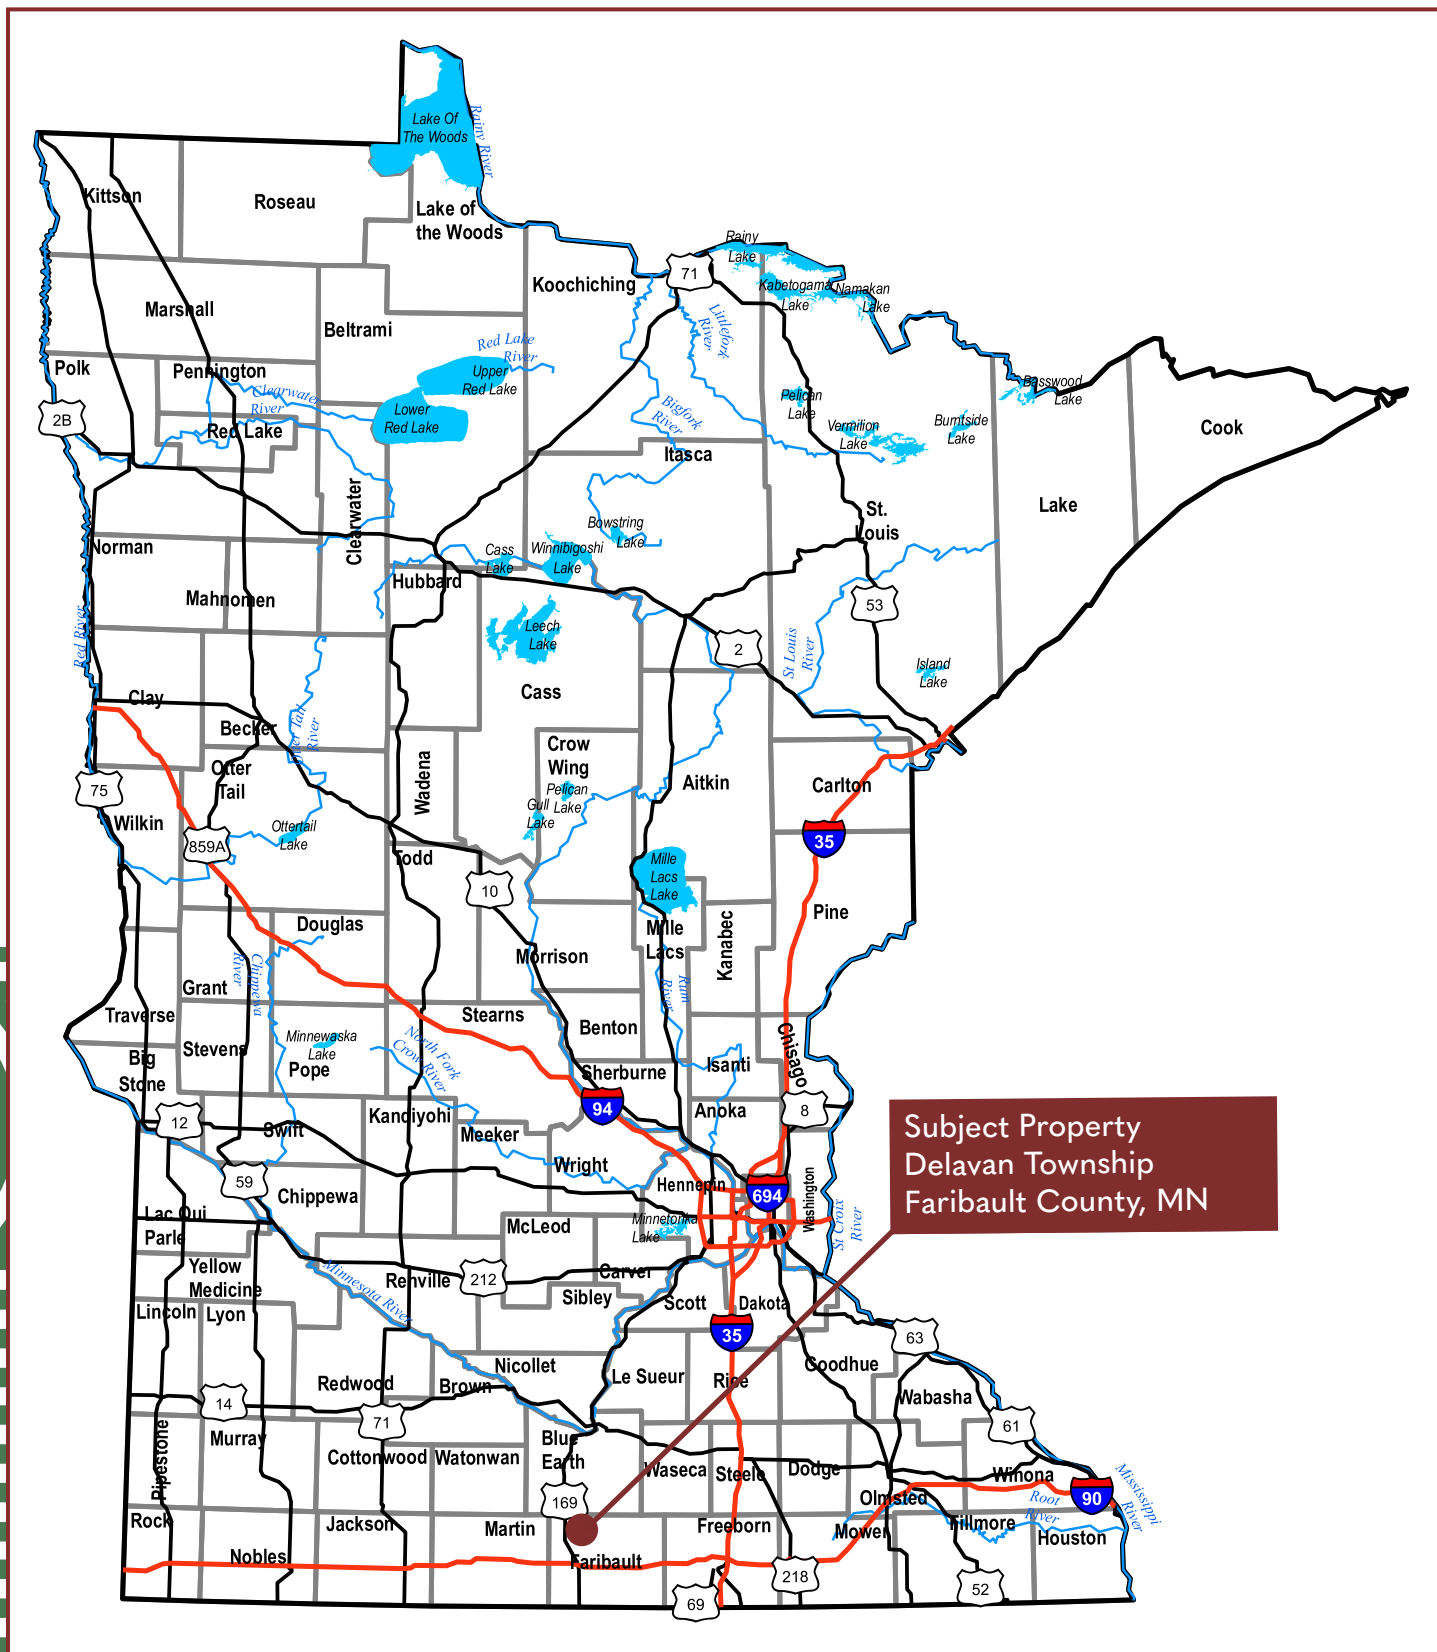 Lake Of
The Woods
Rainy River
Kittson
Roseau
Lake of
the Woods
Rainy
Lake
71
Koochiching
Kabetogama
Lake
Namakan
Lake
Marshall
Beltrami
Littlefork
River
Red Lake
River
Polk
Pennington
Upper
Red Lake
Clearwater
River
Basswood
Lake
Pelican
Lake
2B
Red Lake
Lower
Red Lake
Bigfork
River
Vermilion
Lake
Burntside
Lake
Cook
Itasca
Clearwater
Lake
St.
Louis
Bowstring
Lake
Norman
Cass
Lake
Winnibigoshi
Lake
Hubbard
Mahnomen
53
Red River
Leech
Lake
2
St Louis
River
Island
Lake
Cass
Clay
Becker
Otter Tail
River
Crow
Wing
Otter
Tail
Wadena
75
Pelican
Lake
Gull
Lake
Aitkin
Carlton
Wilkin
859A
Ottertail
Lake
35
Todd
10
Mille
Lacs
Lake
Pine
Douglas
Mille
Lacs
Kanabec
Morrison
Chippewa
River
Grant
Rum
River
Traverse
Stearns
Benton
Minnewaska
Lake
Stevens
Big
Stone
Pope
North Fork
Crow River
Chisago
Isanti
Sherburne
94
Anoka
8
12
Swift
Kandiyohi
Meeker
Wright
Subject Property
Delavan Township
Faribault County, MN
59
Chippewa
Hennepin
694
Washington
Lac Qui
Parle
McLeod
Minnetonka
Lake
St Croix
River
Yellow
Medicine
Minnesota River
Renville
212
Carver
Sibley
Scott
Dakota
Lincoln
Lyon
35
63
Nicollet
Le Sueur
Rice
Goodhue
Redwood
Brown
Wabasha
14
71
61
Pipestone
Murray
Cottonwood
Watonwan
Blue
Earth
Waseca
Steele
Dodge
Winona
Olmsted
90
Mississippi
River
169
Root
River
Rock
Jackson
Martin
Freeborn
Mower
Fillmore
Houston
Nobles
Faribault
218
52
69